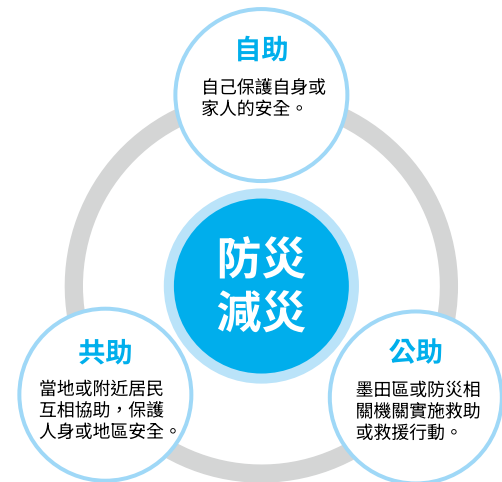 自助
自己保護自身或
家人的安全。
防災
減災
共助
當地或附近居民
互相協助，保護
人身或地區安全。
公助
墨田區或防災相
關機關實施救助
或救援行動。